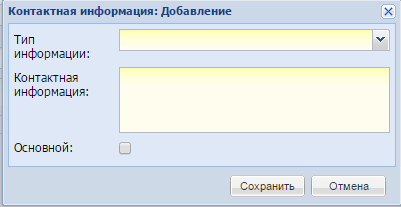 Контактная информация: Добавление
Тип
информации:
Контактная
информация:
Основной:
Сохранить Отмена